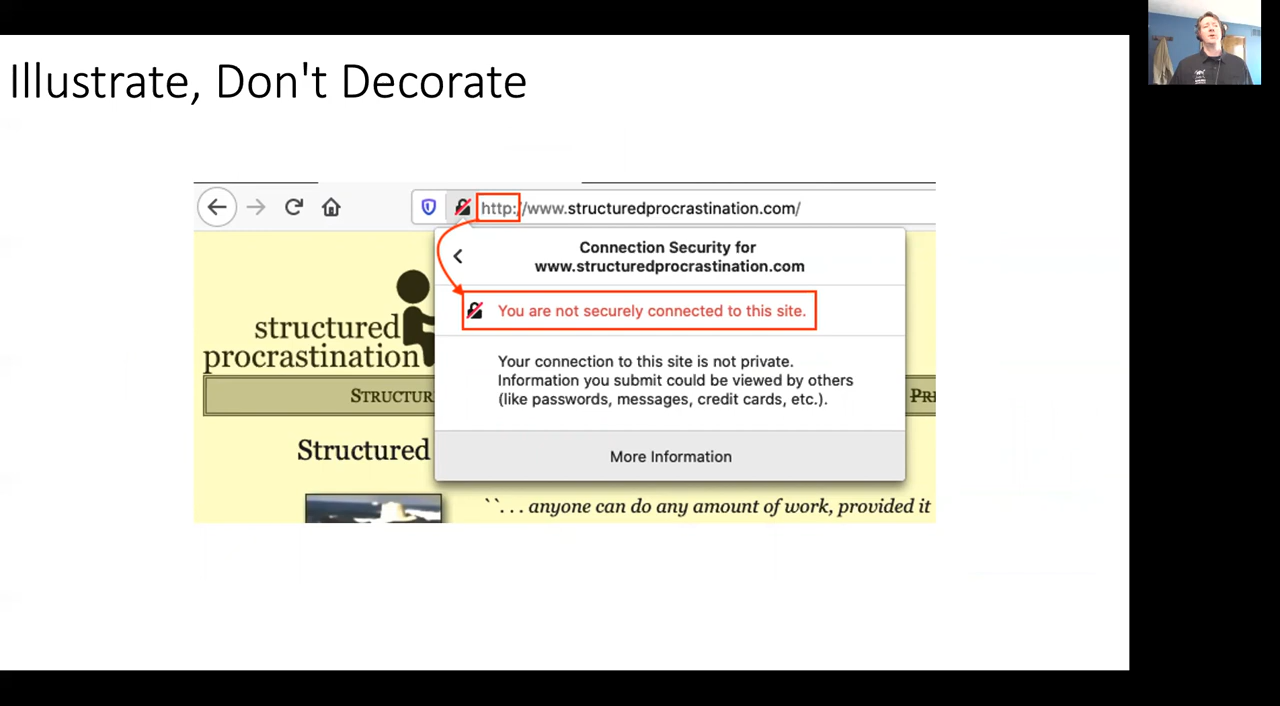 Illustrate, Don't Decorate
http://www.structuredprocrastination.com/
Connection Security for
www.structuredprocrastination.com
You are not securely connected to this site.
structured
procrastination
Your connection to this site is not private.
Information you submit could be viewed by others
(like passwords, messages, credit cards, etc.).
STRUCTUR
PRI
Structured
More Information
``. . . anyone can do any amount of work, provided it